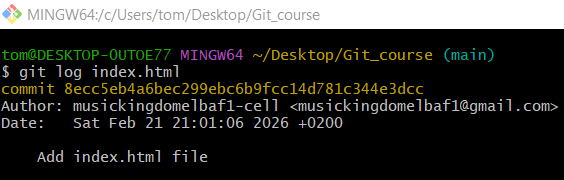 MINGW64:/c/Users/tom/Desktop/Git_course
tom@DESKTOP-OUTOE77 MINGW64 ~/Desktop/Git_course (main)
$ git log index.html
commit 8ecc5eb4a6bec299ebc6b9fcc14d781c344e3dcc
Author: musickingdomelbaf1-cell <musickingdomelbaf1@gmail.com>
Date:   Sat Feb 21 21:01:06 2026 +0200
    Add index.html file